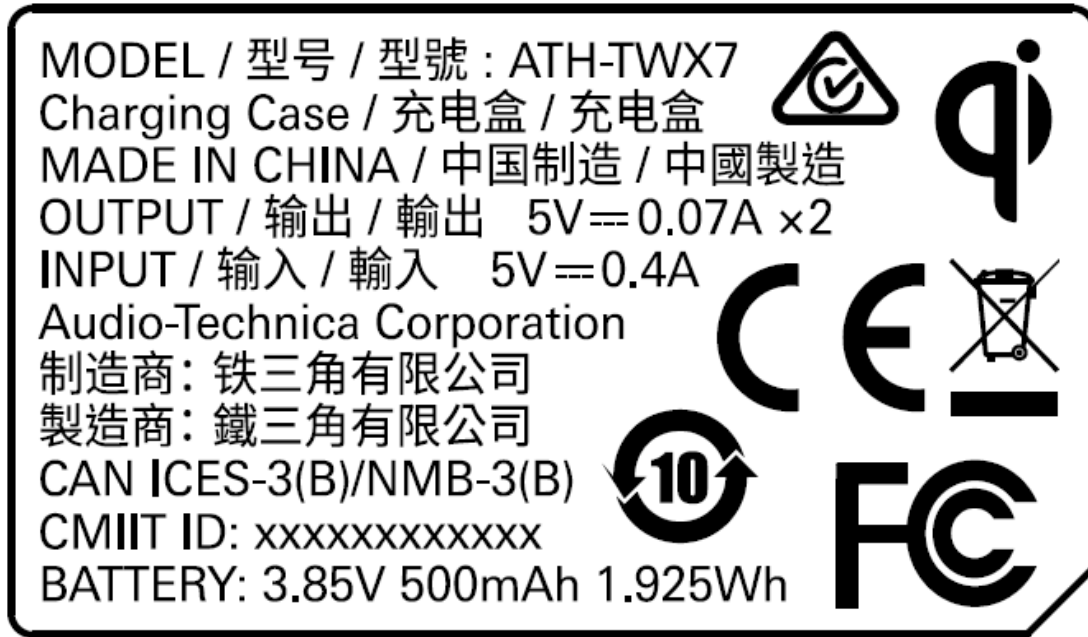 MODEL / 型号 / 型號 : ATH-TWX7
Charging Case / 充电盒 / 充电盒
MADE IN CHINA / 中国制造 / 中國製造
OUTPUT / 输出 / 輸出 5V⎓0.07A ×2
INPUT / 输入 / 輸入 5V⎓0.4A
Audio-Technica Corporation
制造商：铁三角有限公司
製造商：鐵三角有限公司
CAN ICES-3(B)/NMB-3(B)
CMIIT ID: xxxxxxxxxxxx
BATTERY: 3.85V 500mAh 1.925Wh
qi
CE
10
FC